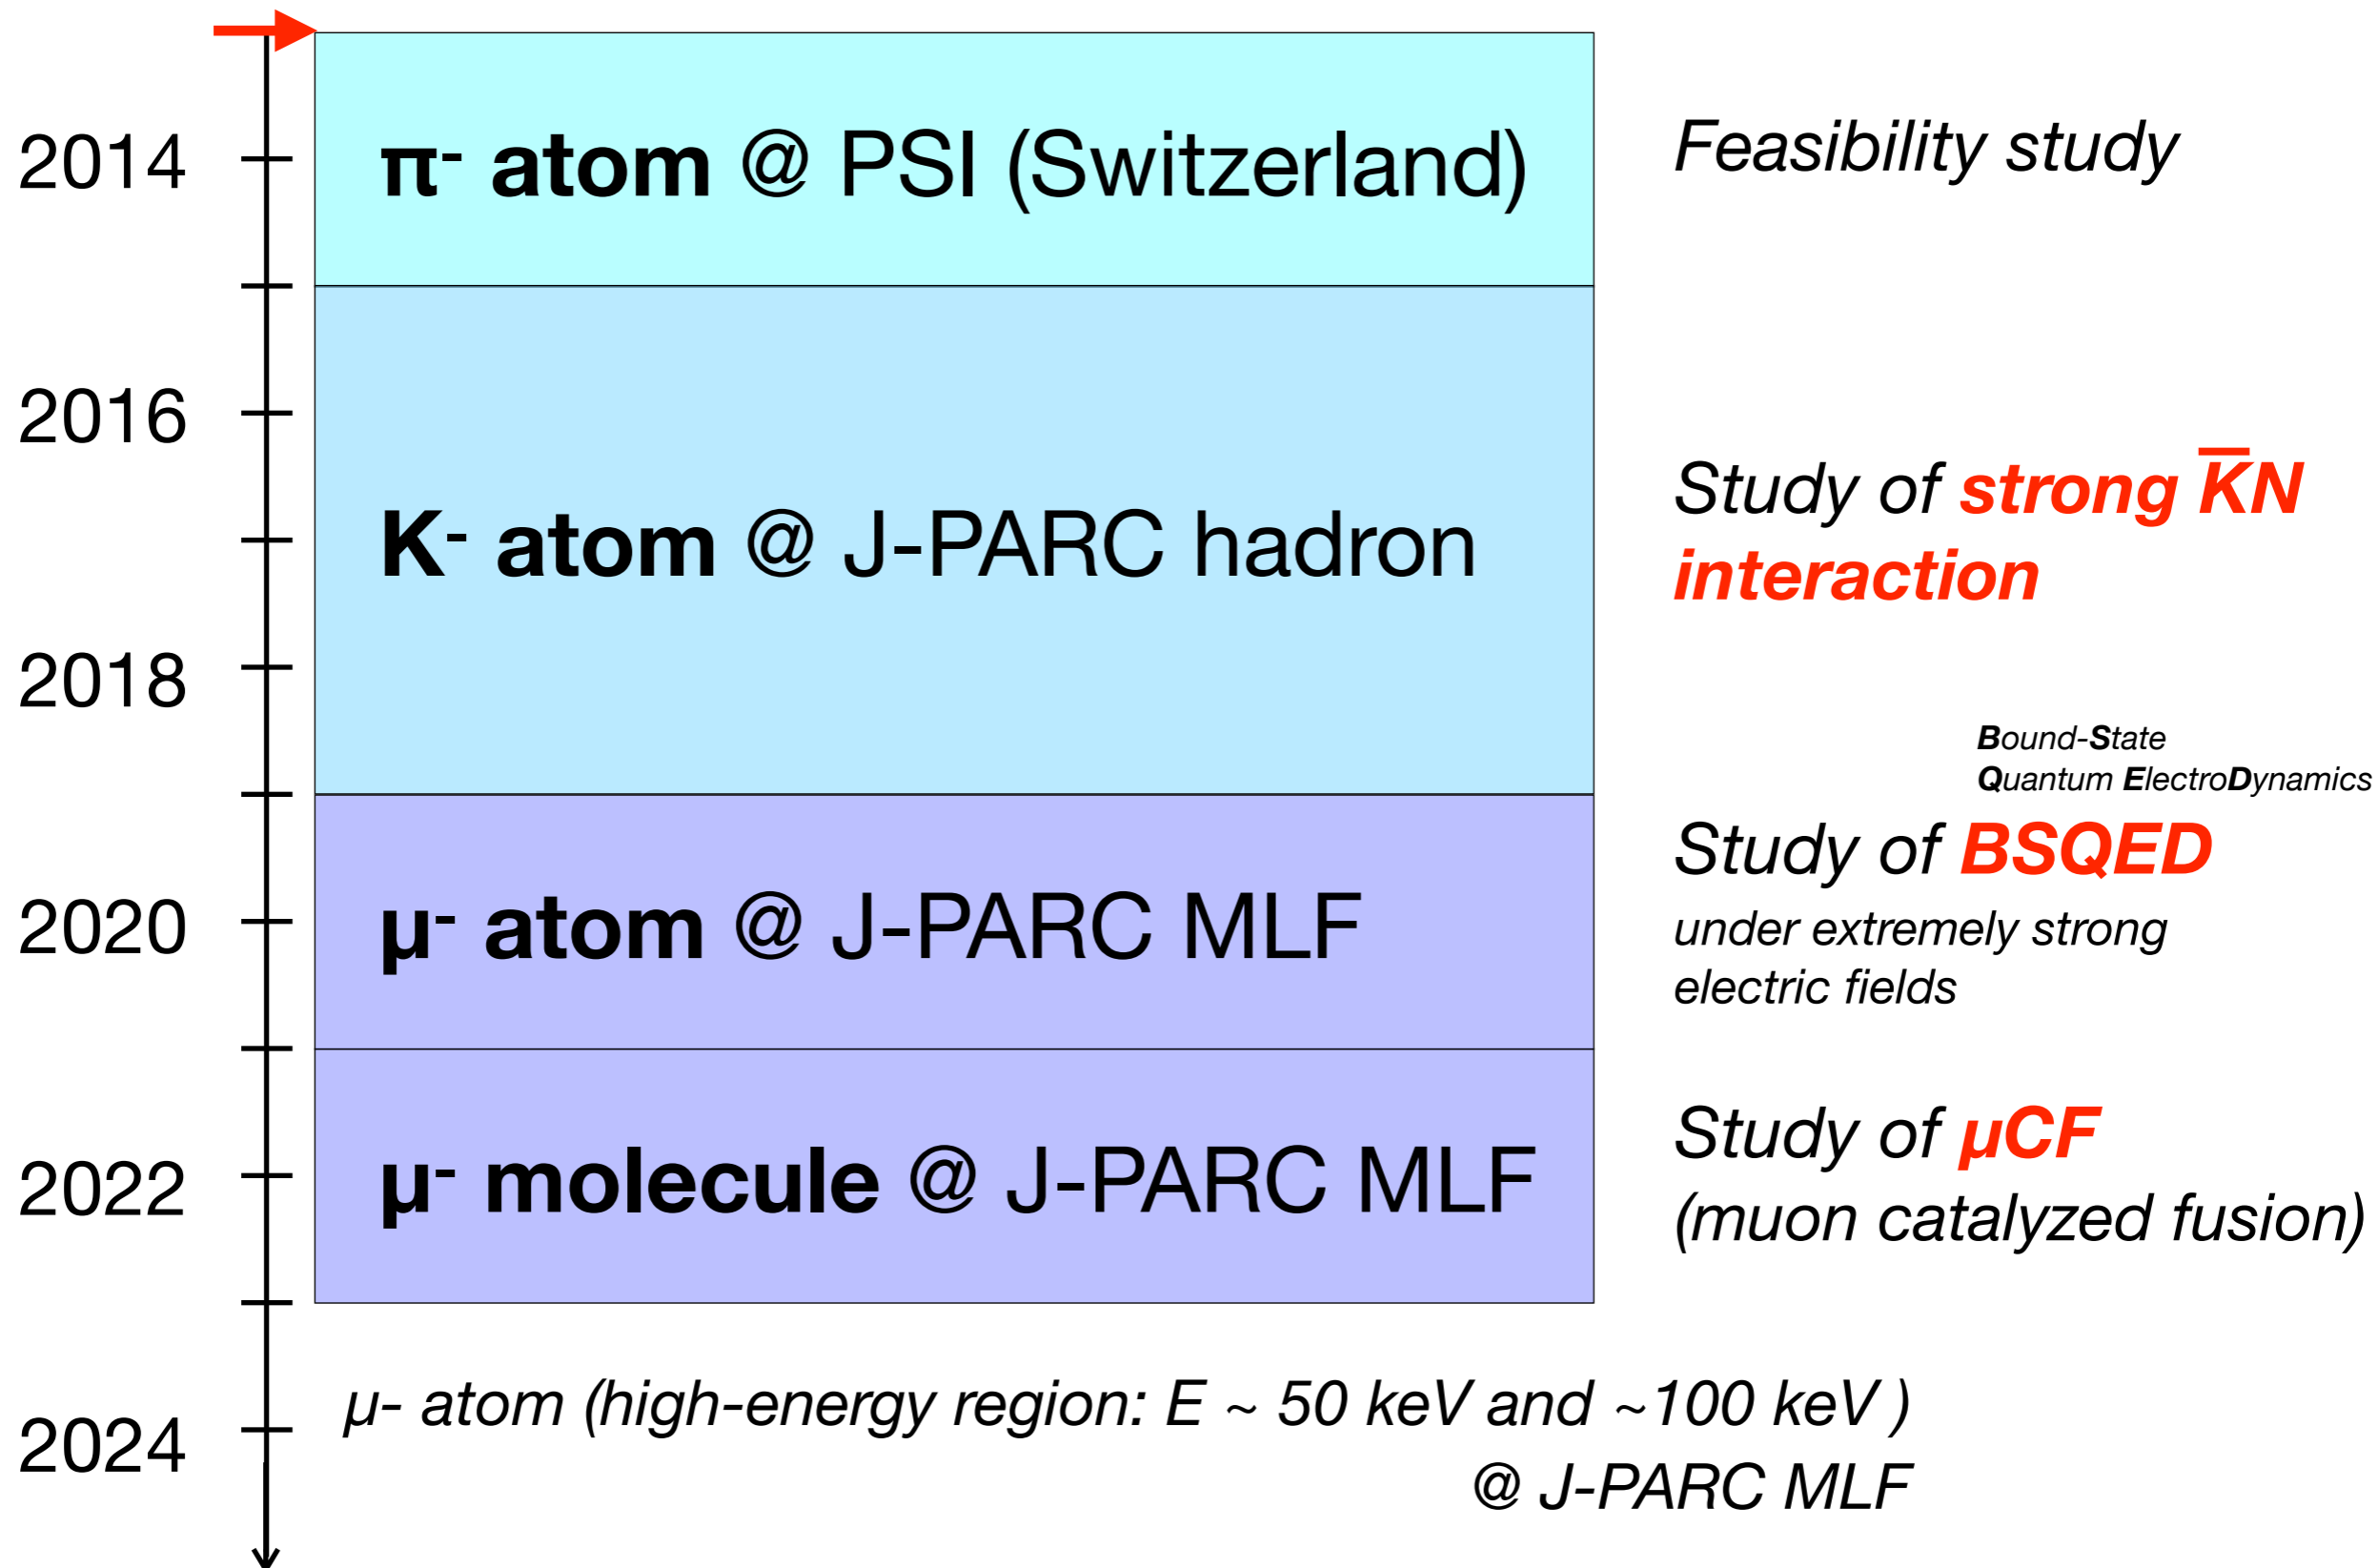 2014
π- atom @ PSI (Switzerland)
Feasibility study
2016
K- atom @ J-PARC hadron
Study of strong K̅N
interaction
2018
Bound-State
Quantum ElectroDynamics
2020
μ- atom @ J-PARC MLF
Study of BSQED
under extremely strong
electric fields
2022
μ- molecule @ J-PARC MLF
Study of μCF
(muon catalyzed fusion)
2024
μ- atom (high-energy region: E ~ 50 keV and ~100 keV )
@ J-PARC MLF